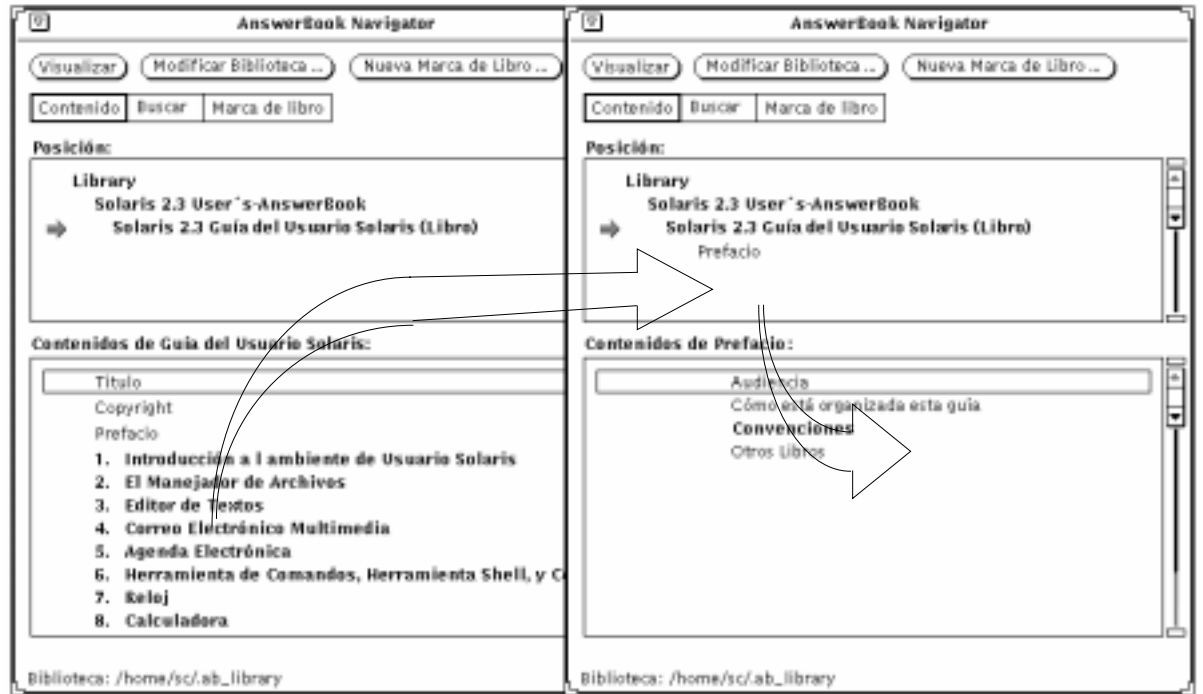 AnswerBook Navigator
Visualizar
Modificar Biblioteca ...
Nueva Marca de Libro ...
Contenido
Buscar
Marca de libro
Posición:
Library
Solaris 2.3 User´s-AnswerBook
Solaris 2.3 Guía del Usuario Solaris (Libro)
Contenidos de Guia del Usuario Solaris:
Título
Copyright
Prefacio
1. Introducción a l ambiente de Usuario Solaris
2. El Manejador de Archivos
3. Editor de Textos
4. Correo Electrónico Multimedia
5. Agenda Electrónica
6. Herramienta de Comandos, Herramienta Shell, y C
7. Reloj
8. Calculadora
Biblioteca: /home/sc/.ab_library
AnswerBook Navigator
Visualizar
Modificar Biblioteca ...
Nueva Marca de Libro ...
Contenido
Buscar
Marca de libro
Posición:
Library
Solaris 2.3 User´s-AnswerBook
Solaris 2.3 Guía del Usuario Solaris (Libro)
Prefacio
Contenidos de Prefacio:
Audiencia
Cómo está organizada esta guía
Convenciones
Otros Libros
Biblioteca: /home/sc/.ab_library